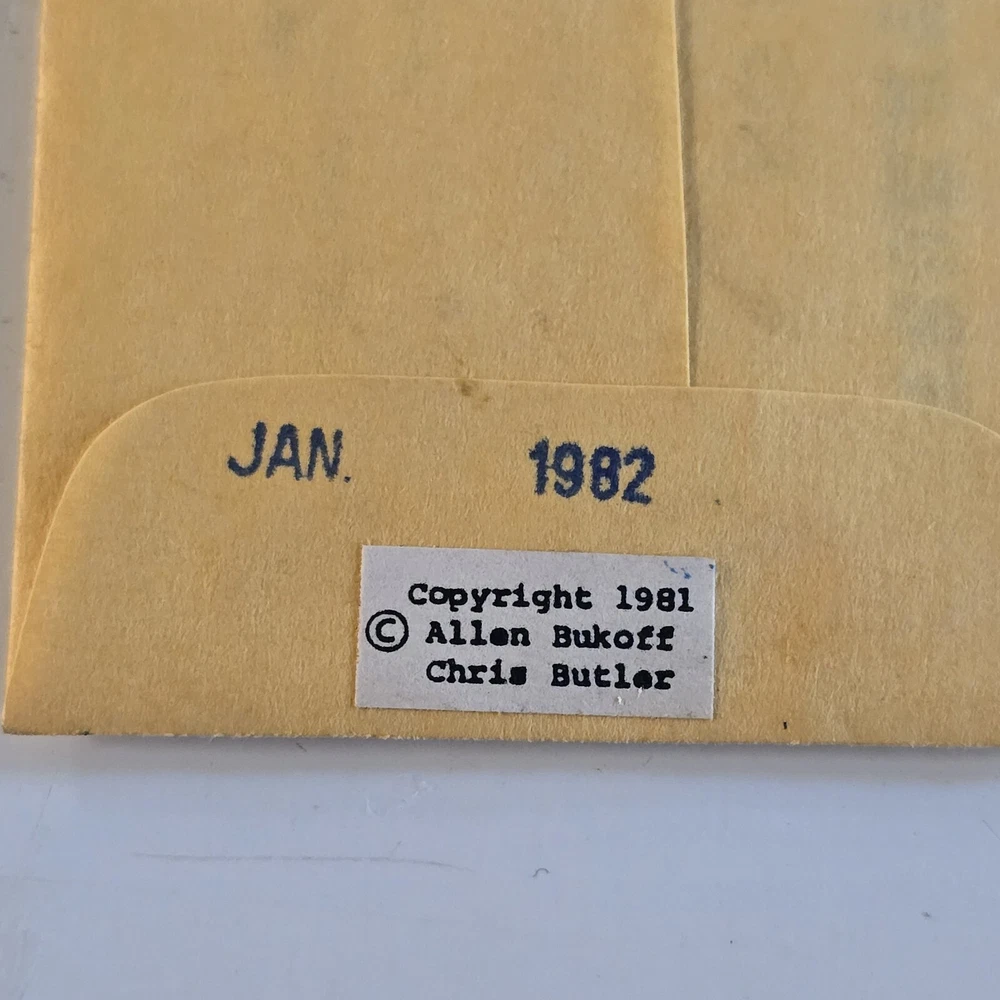 JAN. 1982
Copyright 1981
© Allen Bukoff
Chris Butler